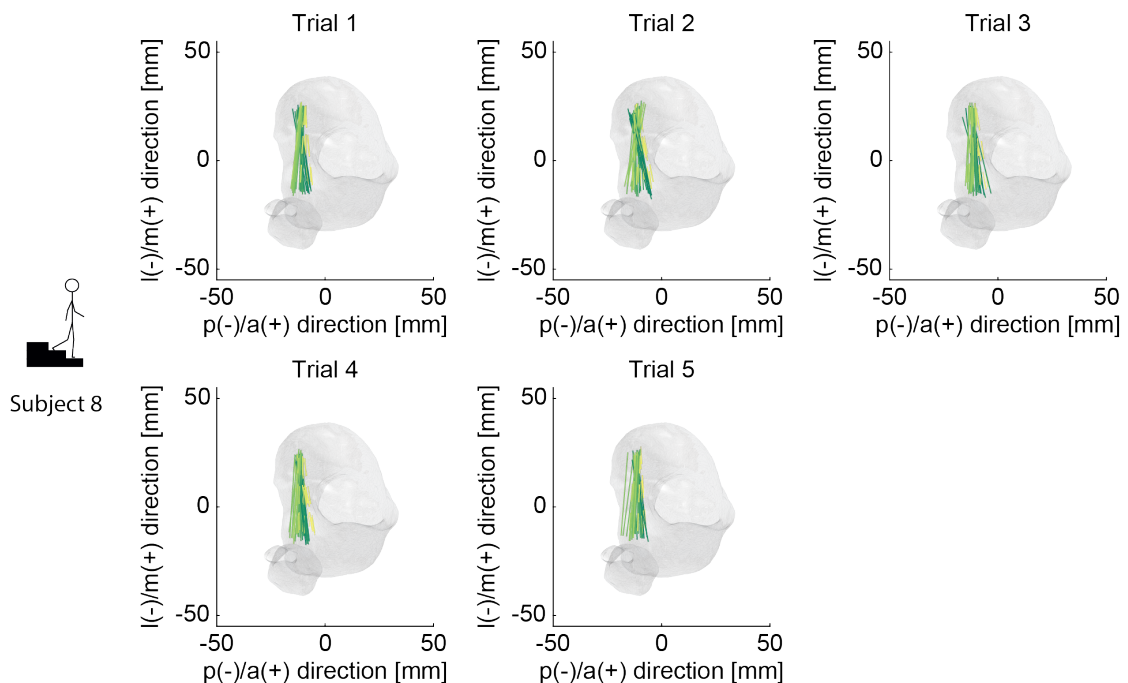 Trial 1
Trial 2
Trial 3
50
0
-50
l(-)/m(+) direction [mm]
-50
0
50
p(-)/a(+) direction [mm]
50
0
-50
l(-)/m(+) direction [mm]
-50
0
50
p(-)/a(+) direction [mm]
50
0
-50
l(-)/m(+) direction [mm]
-50
0
50
p(-)/a(+) direction [mm]
Subject 8
Trial 4
Trial 5
50
0
-50
l(-)/m(+) direction [mm]
-50
0
50
p(-)/a(+) direction [mm]
50
0
-50
l(-)/m(+) direction [mm]
-50
0
50
p(-)/a(+) direction [mm]